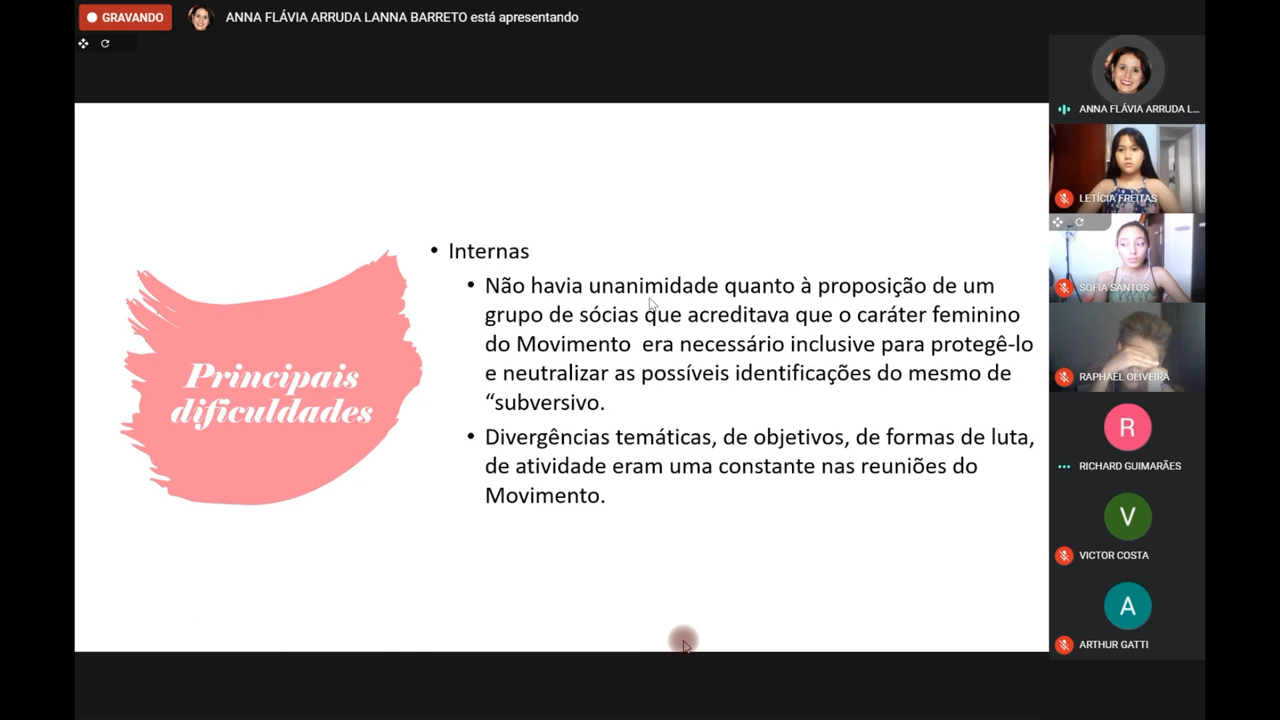 GRAVANDO
ANNA FLÁVIA ARRUDA LANNA BARRETO está apresentando
Principais
dificuldades
• Internas
• Não havia unanimidade quanto à proposição de um
grupo de sócias que acreditava que o caráter feminino
do Movimento era necessário inclusive para protegê-lo
e neutralizar as possíveis identificações do mesmo de
“subversivo.
• Divergências temáticas, de objetivos, de formas de luta,
de atividade eram uma constante nas reuniões do
Movimento.
ANNA FLÁVIA ARRUDA L...
LETÍCIA FREITAS
SOFIA SANTOS
RAPHAEL OLIVEIRA
R
RICHARD GUIMARÃES
V
VICTOR COSTA
A
ARTHUR GATTI